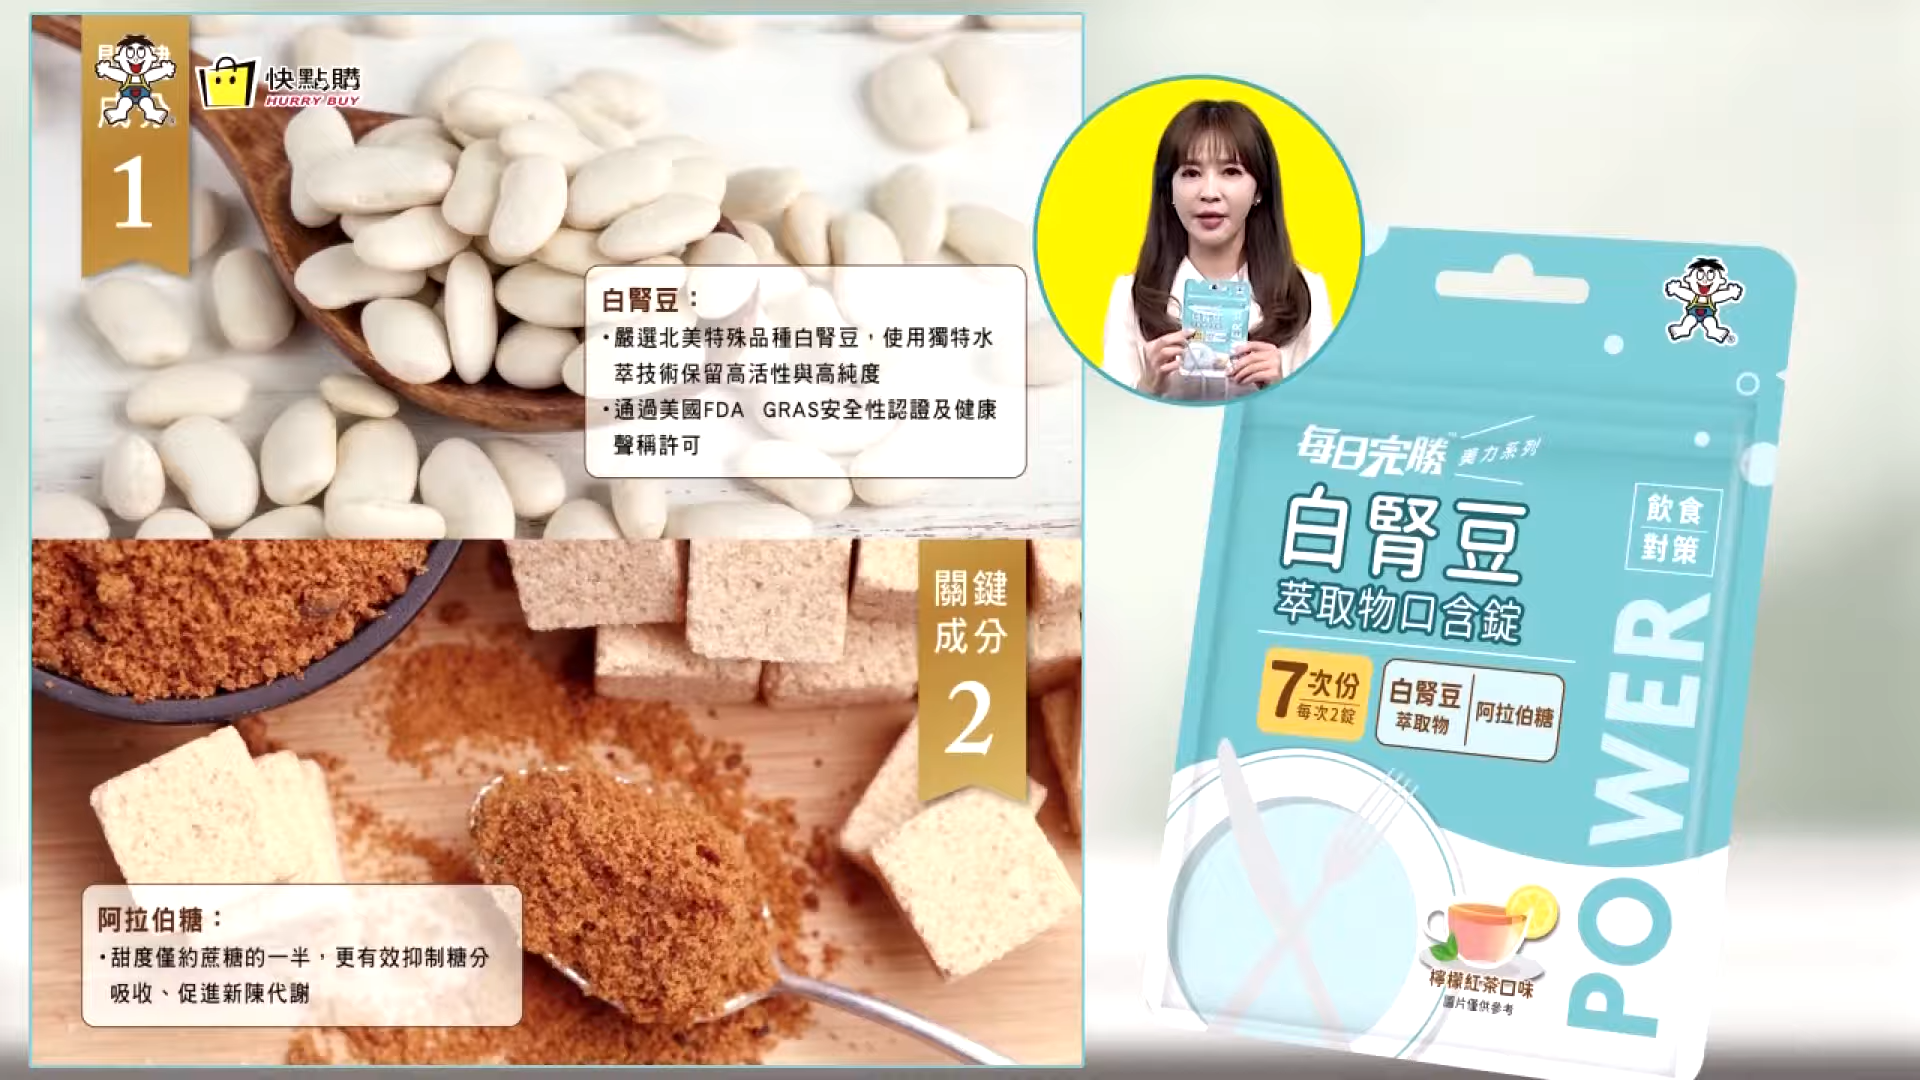 1
快點購
HURRY BUY
白腎豆：
・嚴選北美特殊品種白腎豆，使用獨特水
萃技術保留高活性與高純度
・通過美國FDA GRAS安全性認證及健康
聲稱許可
關鍵
成分
2
阿拉伯糖：
・甜度僅約蔗糖的一半，更有效抑制糖分
吸收、促進新陳代謝
每日完勝 美力系列
白腎豆
萃取物口含錠
飲食
對策
7次份
每次2錠
白腎豆
萃取物
阿拉伯糖
POWER
檸檬紅茶口味
圖片僅供參考